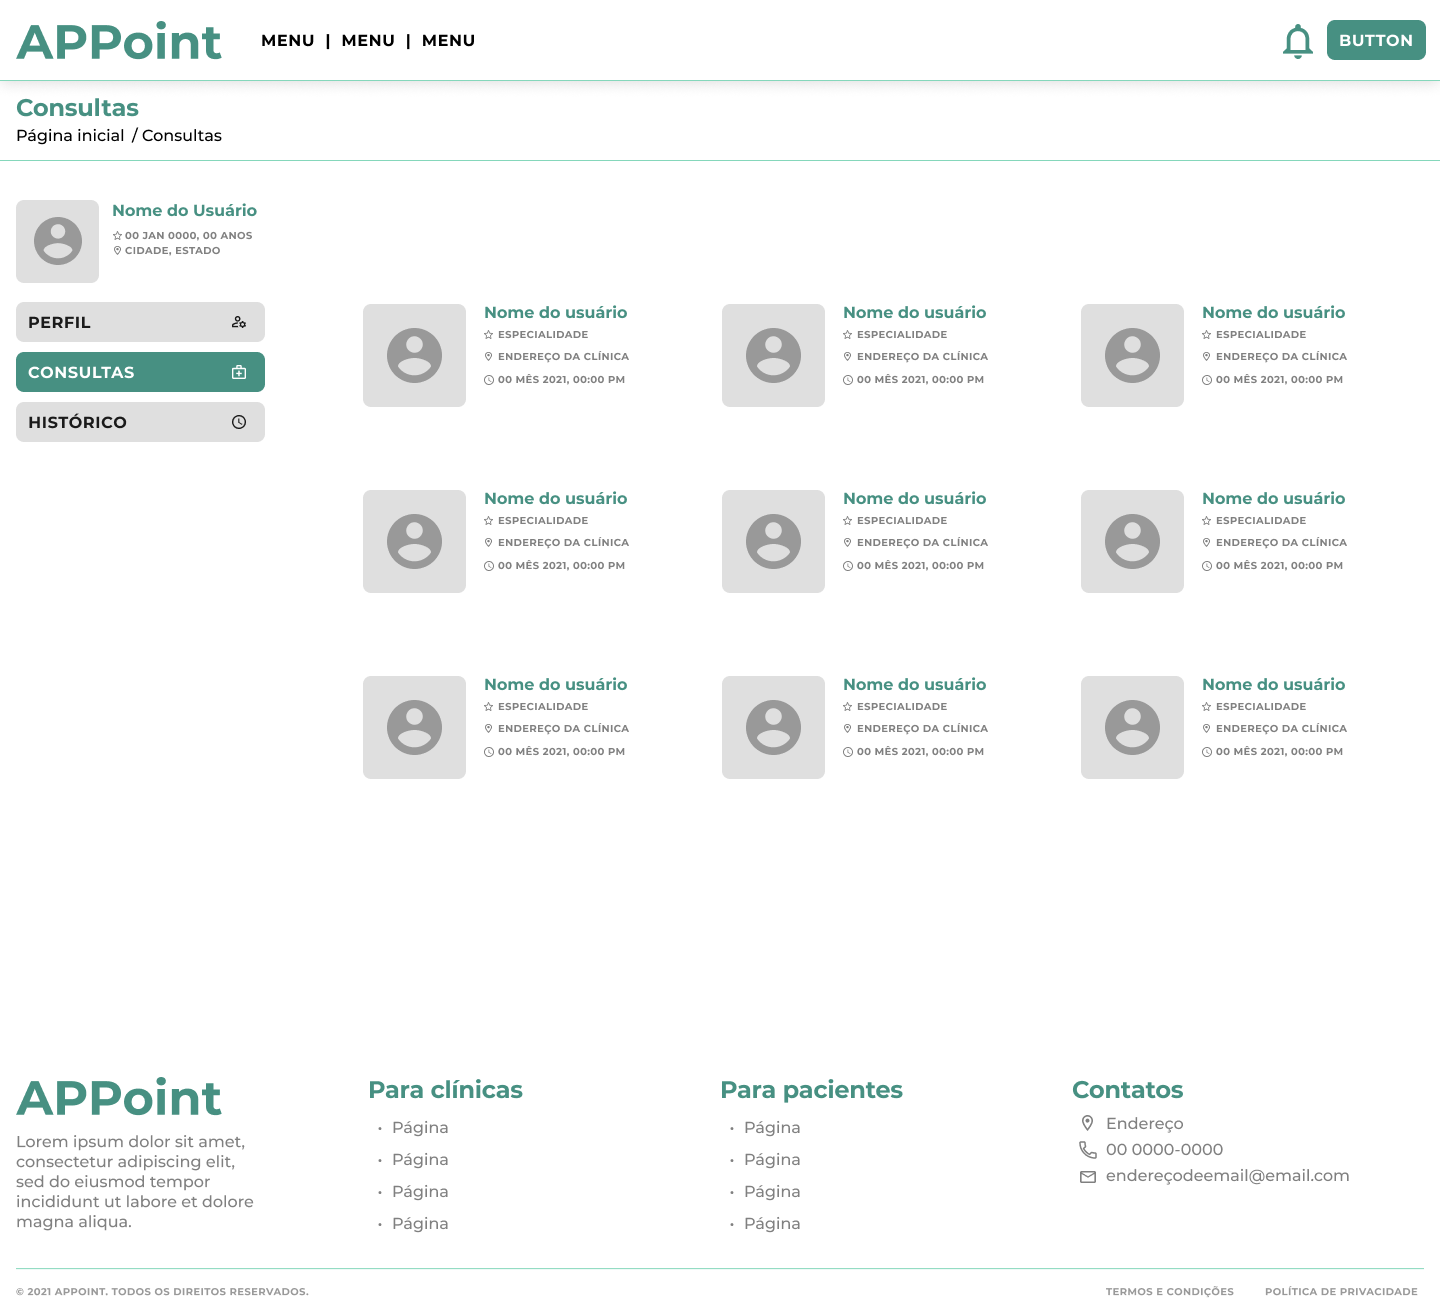 APPoint
MENU | MENU | MENU
BUTTON
Consultas
Página inicial / Consultas
Nome do Usuário
00 JAN 0000, 00 ANOS
CIDADE, ESTADO
PERFIL
CONSULTAS
HISTÓRICO
Nome do usuário
ESPECIALIDADE
ENDEREÇO DA CLÍNICA
00 MÊS 2021, 00:00 PM
Nome do usuário
ESPECIALIDADE
ENDEREÇO DA CLÍNICA
00 MÊS 2021, 00:00 PM
Nome do usuário
ESPECIALIDADE
ENDEREÇO DA CLÍNICA
00 MÊS 2021, 00:00 PM
Nome do usuário
ESPECIALIDADE
ENDEREÇO DA CLÍNICA
00 MÊS 2021, 00:00 PM
Nome do usuário
ESPECIALIDADE
ENDEREÇO DA CLÍNICA
00 MÊS 2021, 00:00 PM
Nome do usuário
ESPECIALIDADE
ENDEREÇO DA CLÍNICA
00 MÊS 2021, 00:00 PM
Nome do usuário
ESPECIALIDADE
ENDEREÇO DA CLÍNICA
00 MÊS 2021, 00:00 PM
Nome do usuário
ESPECIALIDADE
ENDEREÇO DA CLÍNICA
00 MÊS 2021, 00:00 PM
Nome do usuário
ESPECIALIDADE
ENDEREÇO DA CLÍNICA
00 MÊS 2021, 00:00 PM
APPoint
Lorem ipsum dolor sit amet,
consectetur adipiscing elit,
sed do eiusmod tempor
incididunt ut labore et dolore
magna aliqua.
Para clínicas
• Página
• Página
• Página
• Página
Para pacientes
• Página
• Página
• Página
• Página
Contatos
Endereço
00 0000-0000
endereçodeemail@email.com
© 2021 APPOINT. TODOS OS DIREITOS RESERVADOS.
TERMOS E CONDIÇÕES
POLÍTICA DE PRIVACIDADE